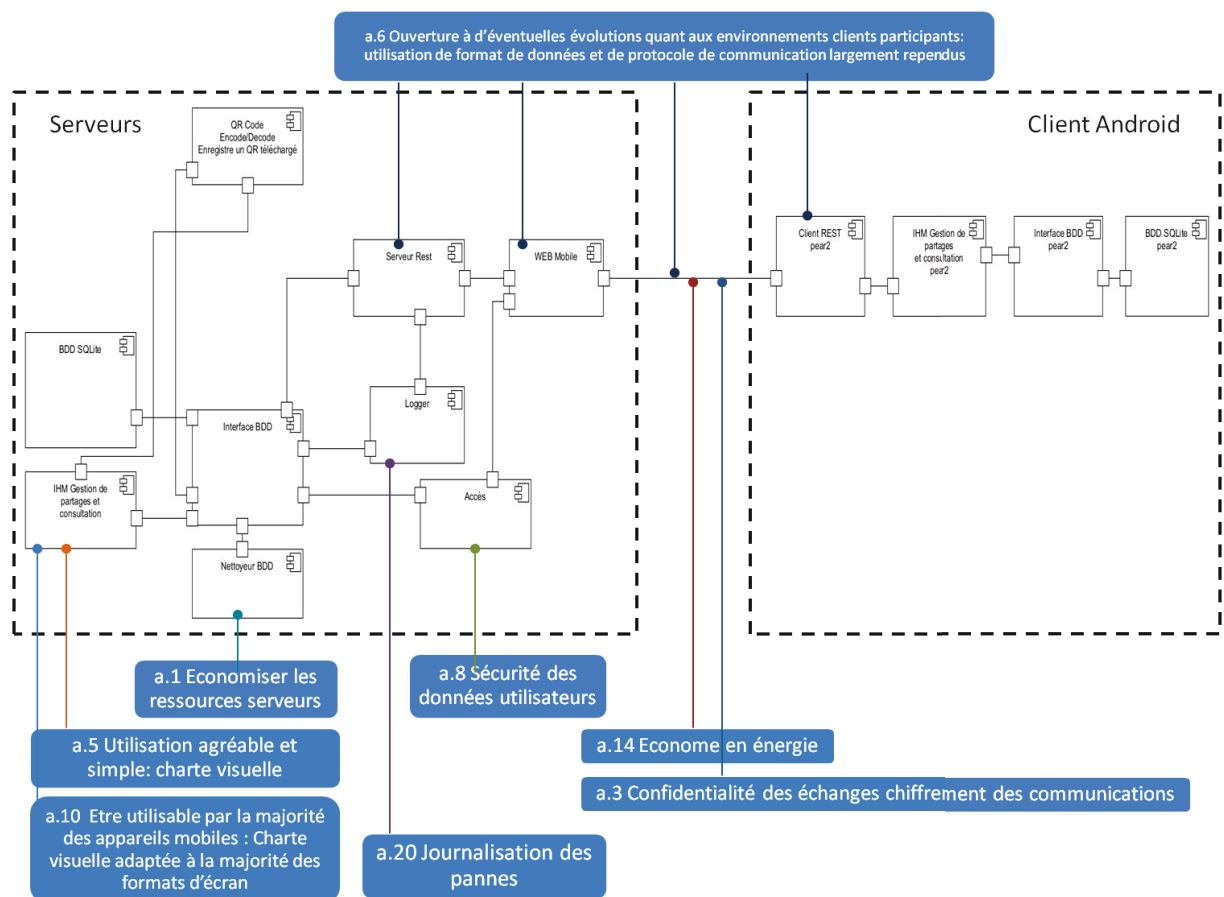 a.6 Ouverture à d'éventuelles évolutions quant aux environnements clients participants:
utilisation de format de données et de protocole de communication largement rependus
Serveurs
Client Android
QR Code
Encode/Decode
Enregistre un QR téléchargé
Serveur Rest
WEB Mobile
Client REST
pear2
IHM Gestion de
partages
et consultation
pear2
Interface BDD
pear2
BDD SQLite
pear2
BDD SQLite
Interface BDD
Logger
IHM Gestion de
partages et
consultation
Accès
Nettoyeur BDD
a.1 Economiser les
ressources serveurs
a.8 Sécurité des
données utilisateurs
a.5 Utilisation agréable et
simple: charte visuelle
a.14 Econome en énergie
a.3 Confidentialité des échanges chiffrement des communications
a.10 Etre utilisable par la majorité
des appareils mobiles : Charte
visuelle adaptée à la majorité des
formats d'écran
a.20 Journalisation des
pannes